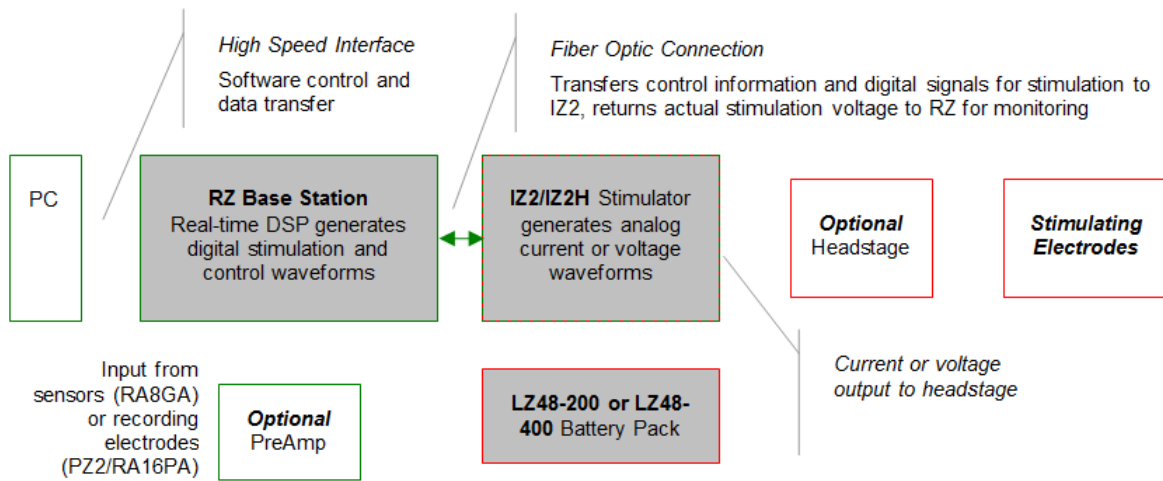 High Speed Interface
Software control and
data transfer
Fiber Optic Connection
Transfers control information and digital signals for stimulation to
IZ2, returns actual stimulation voltage to RZ for monitoring
PC
RZ Base Station
Real-time DSP generates
digital stimulation and
control waveforms
IZ2/IZ2H Stimulator
generates analog
current or voltage
waveforms
Optional
Headstage
Stimulating
Electrodes
Input from
sensors (RA8GA)
or recording
electrodes
(PZ2/RA16PA)
Optional
PreAmp
LZ48-200 or LZ48-
400 Battery Pack
Current or voltage
output to headstage